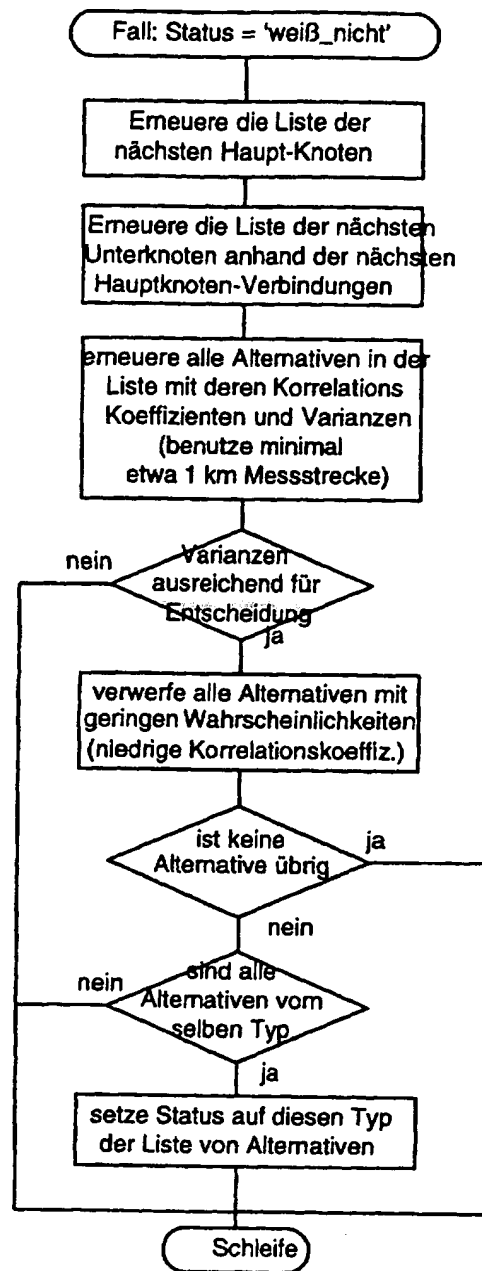 Fall: Status = 'weiß_nicht'
Erneuere die Liste der
nächsten Haupt-Knoten
Erneuere die Liste der nächsten
Unterknoten anhand der nächsten
Hauptknoten-Verbindungen
erneuere alle Alternativen in der
Liste mit deren Korrelations
Koeffizienten und Varianzen
(benutze minimal
etwa 1 km Messstrecke)
nein
Varianzen
ausreichend für
Entscheidung
ja
verwerfe alle Alternativen mit
geringen Wahrscheinlichkeiten
(niedrige Korrelationskoeffiz.)
ist keine
Alternative übrig
ja
nein
nein
sind alle
Alternativen vom
selben Typ
ja
setze Status auf diesen Typ
der Liste von Alternativen
Schleife